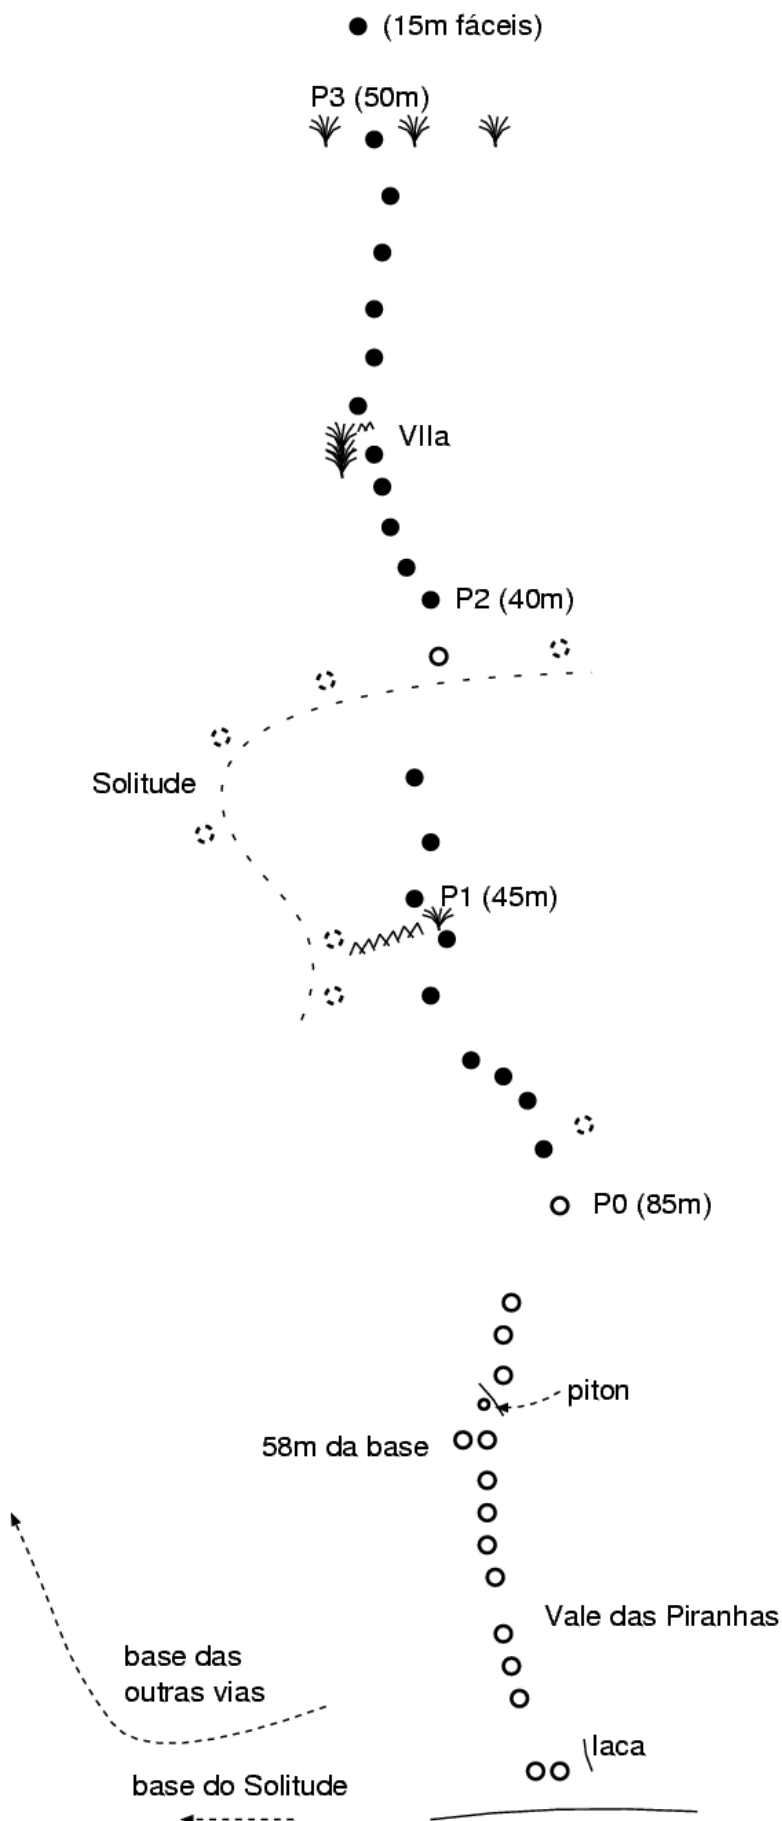 (15m fáceis)
P3 (50m)
VIIa
P2 (40m)
Solitude
P1 (45m)
P0 (85m)
piton
58m da base
Vale das Piranhas
base das
outras vias
laca
base do Solitude